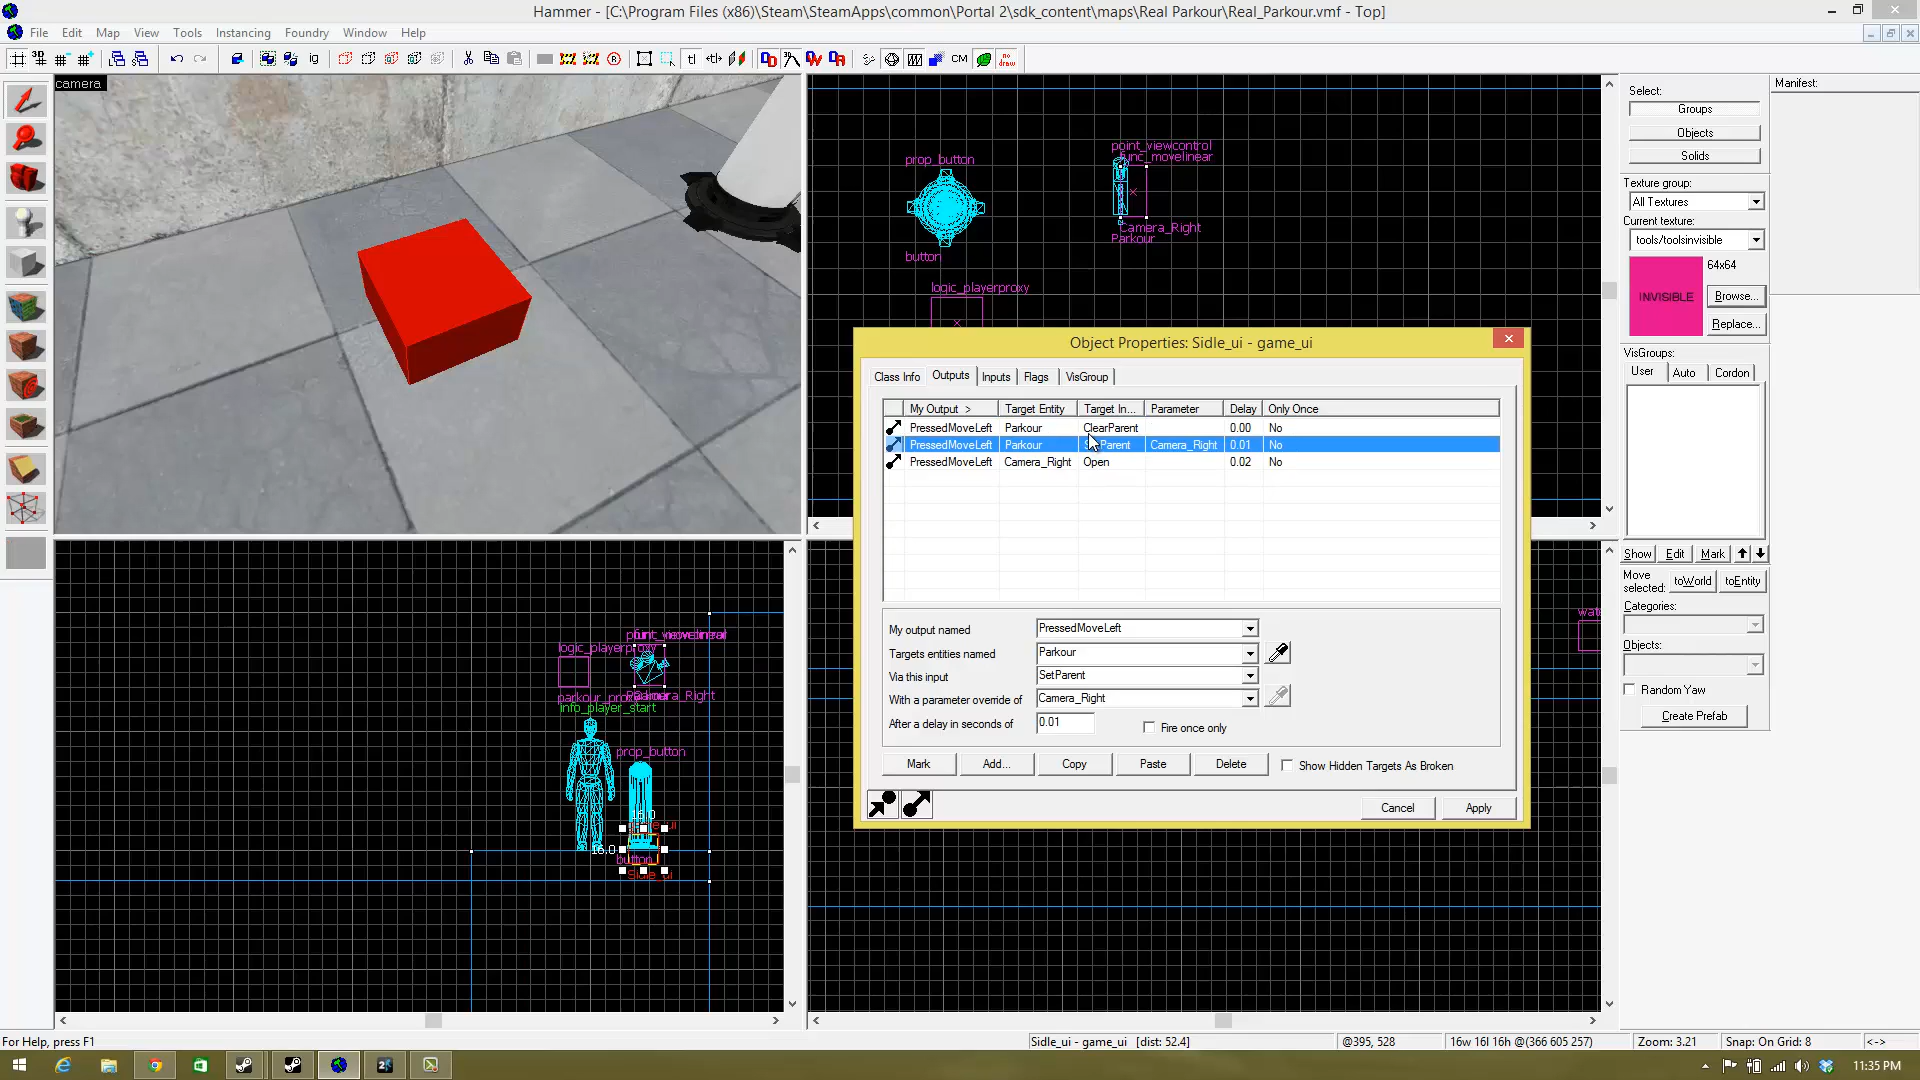 Hammer - [C:\Program Files (x86)\Steam\SteamApps\common\Portal 2\sdk_content\maps\Real Parkour\Real_Parkour.vmf - Top]
File Edit Map View Tools Instancing Foundry Window Help
camera
prop_button
button
point_viewcontrol
func_movelinear
Camera_Right
Parkour
logic_playerproxy
Object Properties: Sidle_ui - game_ui
Class Info Outputs Inputs Flags VisGroup
My Output > Target Entity Target In... Parameter Delay Only Once
PressedMoveLeft Parkour ClearParent 0.00 No
PressedMoveLeft Parkour Camera_Right 0.01 No
PressedMoveLeft Camera_Right Open 0.02 No
My output named PressedMoveLeft
Targets entities named Parkour
Via this input SetParent
With a parameter override of Camera_Right
After a delay in seconds of 0.01 Fire once only
Mark Add... Copy Paste Delete Show Hidden Targets As Broken
Cancel Apply
logic_playerproxy
info_player_start
prop_button
16.0
16.0
button
Select:
Groups
Objects
Solids
Texture group:
All Textures
Current texture:
tools/toolsinvisible
INVISIBLE
64x64
Browse...
Replace...
VisGroups:
User Auto Cordon
Show Edit Mark
Move selected: toWorld toEntity
Categories:
Objects:
Random Yaw
Create Prefab
Manifest:
For Help, press F1
Sidle_ui - game_ui [dist: 52.4]
@395, 528
16w 16l 16h @(366 605 257)
Zoom: 3.21
Snap: On Grid: 8
<->
11:35 PM